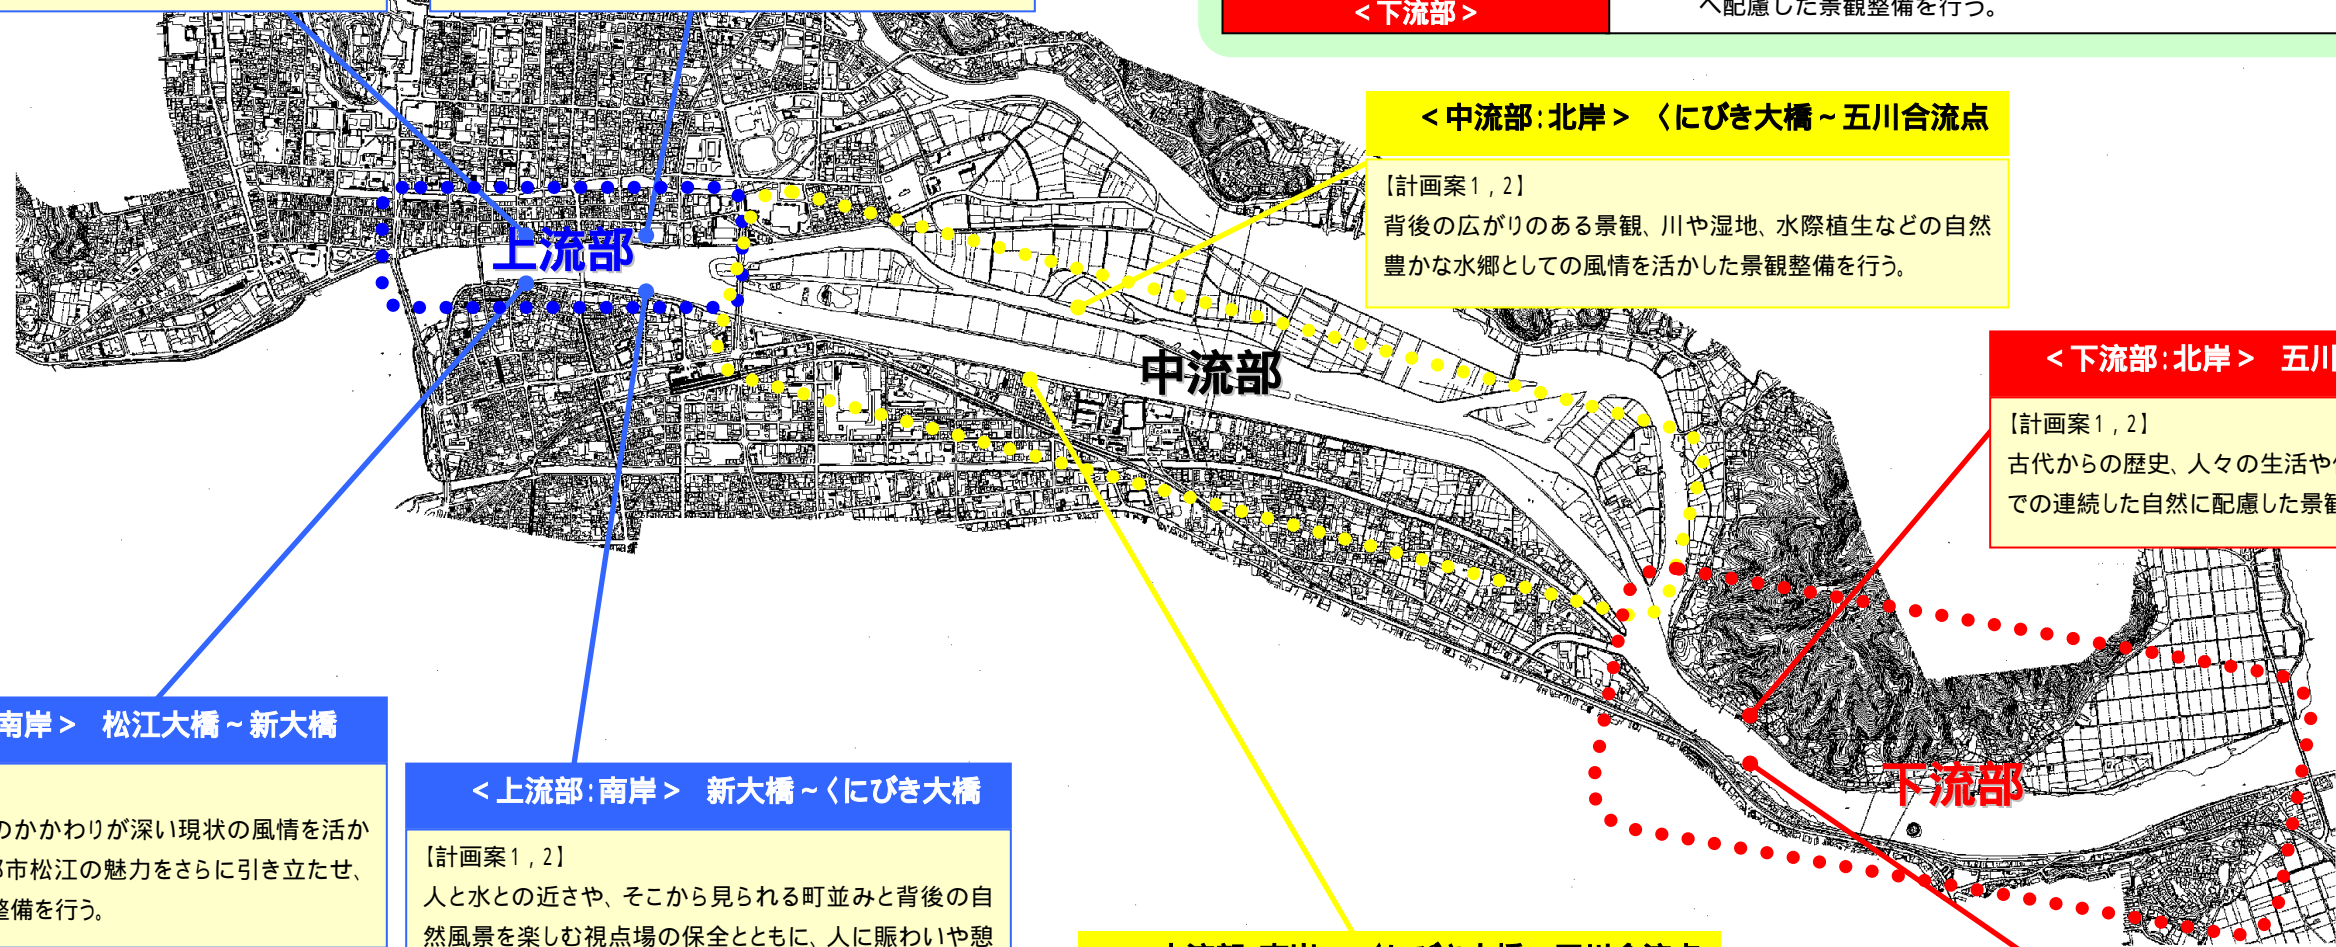 <下流部>
へ配慮した景観整備を行う。
<中流部:北岸> くにびき大橋~五川合流点
【計画案1,2】
背後の広がりのある景観、川や湿地、水際植生などの自然
豊かな水郷としての風情を活かした景観整備を行う。
上流部
中流部
<下流部:北岸> 五川
【計画案1,2】
古代からの歴史、人々の生活や
での連続した自然に配慮した景観
下流部
南岸> 松江大橋~新大橋
のかかわりが深い現状の風情を活か
市松江の魅力をさらに引き立たせ、
整備を行う。
<上流部:南岸> 新大橋~くにびき大橋
【計画案1,2】
人と水との近さや、そこから見られる町並みと背後の自
然風景を楽しむ視点場の保全とともに、人に賑わいや憩